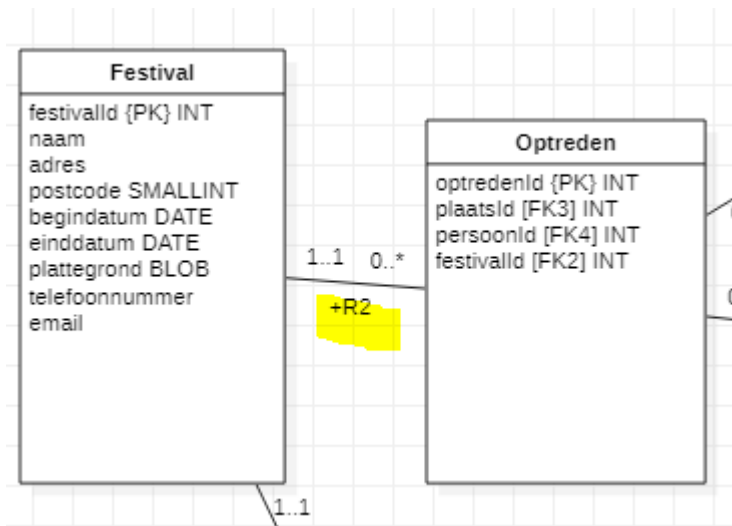 Festival
festivalId {PK} INT
naam
adres
postcode SMALLINT
begindatum DATE
einddatum DATE
plattegrond BLOB
telefoonnummer
email
1..1
0..*
+R2
Optreden
optredenId {PK} INT
plaatsId [FK3] INT
persoonId [FK4] INT
festivalId [FK2] INT
1..1